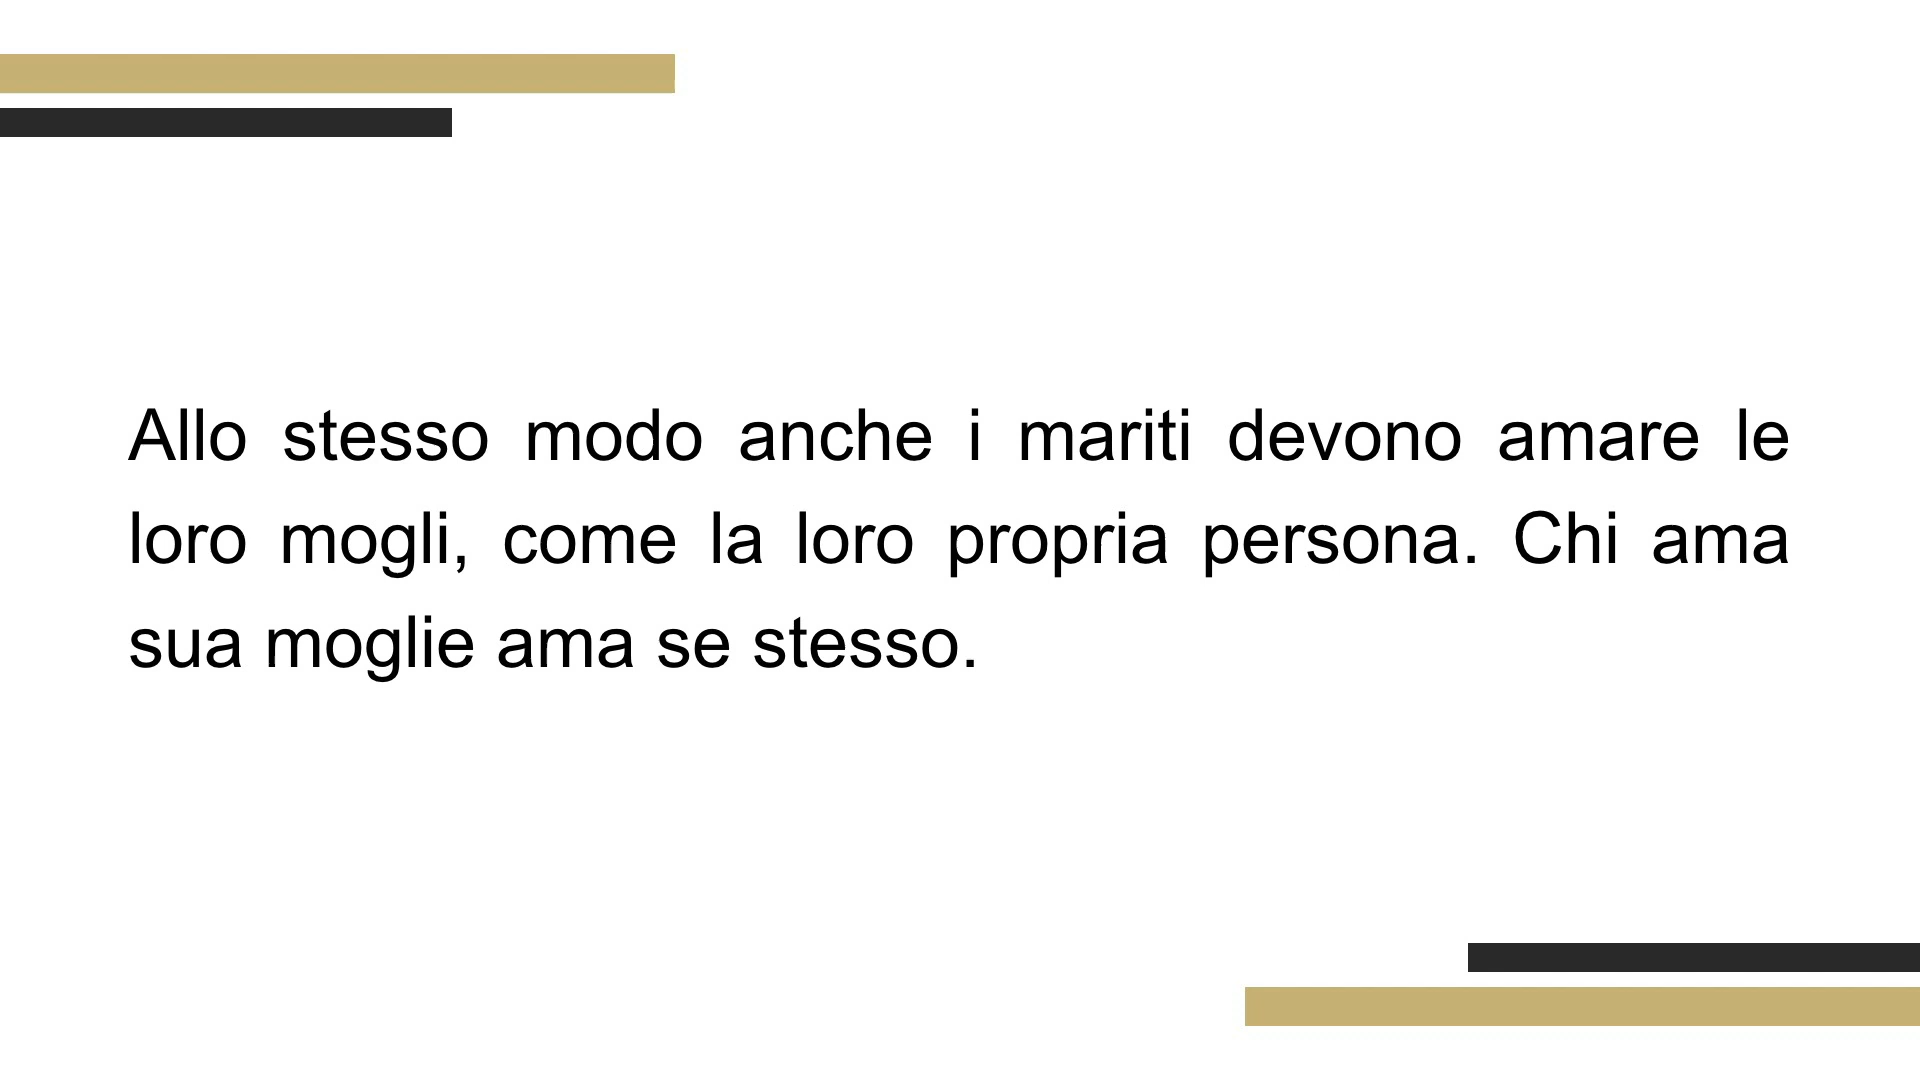 Allo stesso modo anche i mariti devono amare le
loro mogli, come la loro propria persona. Chi ama
sua moglie ama se stesso.